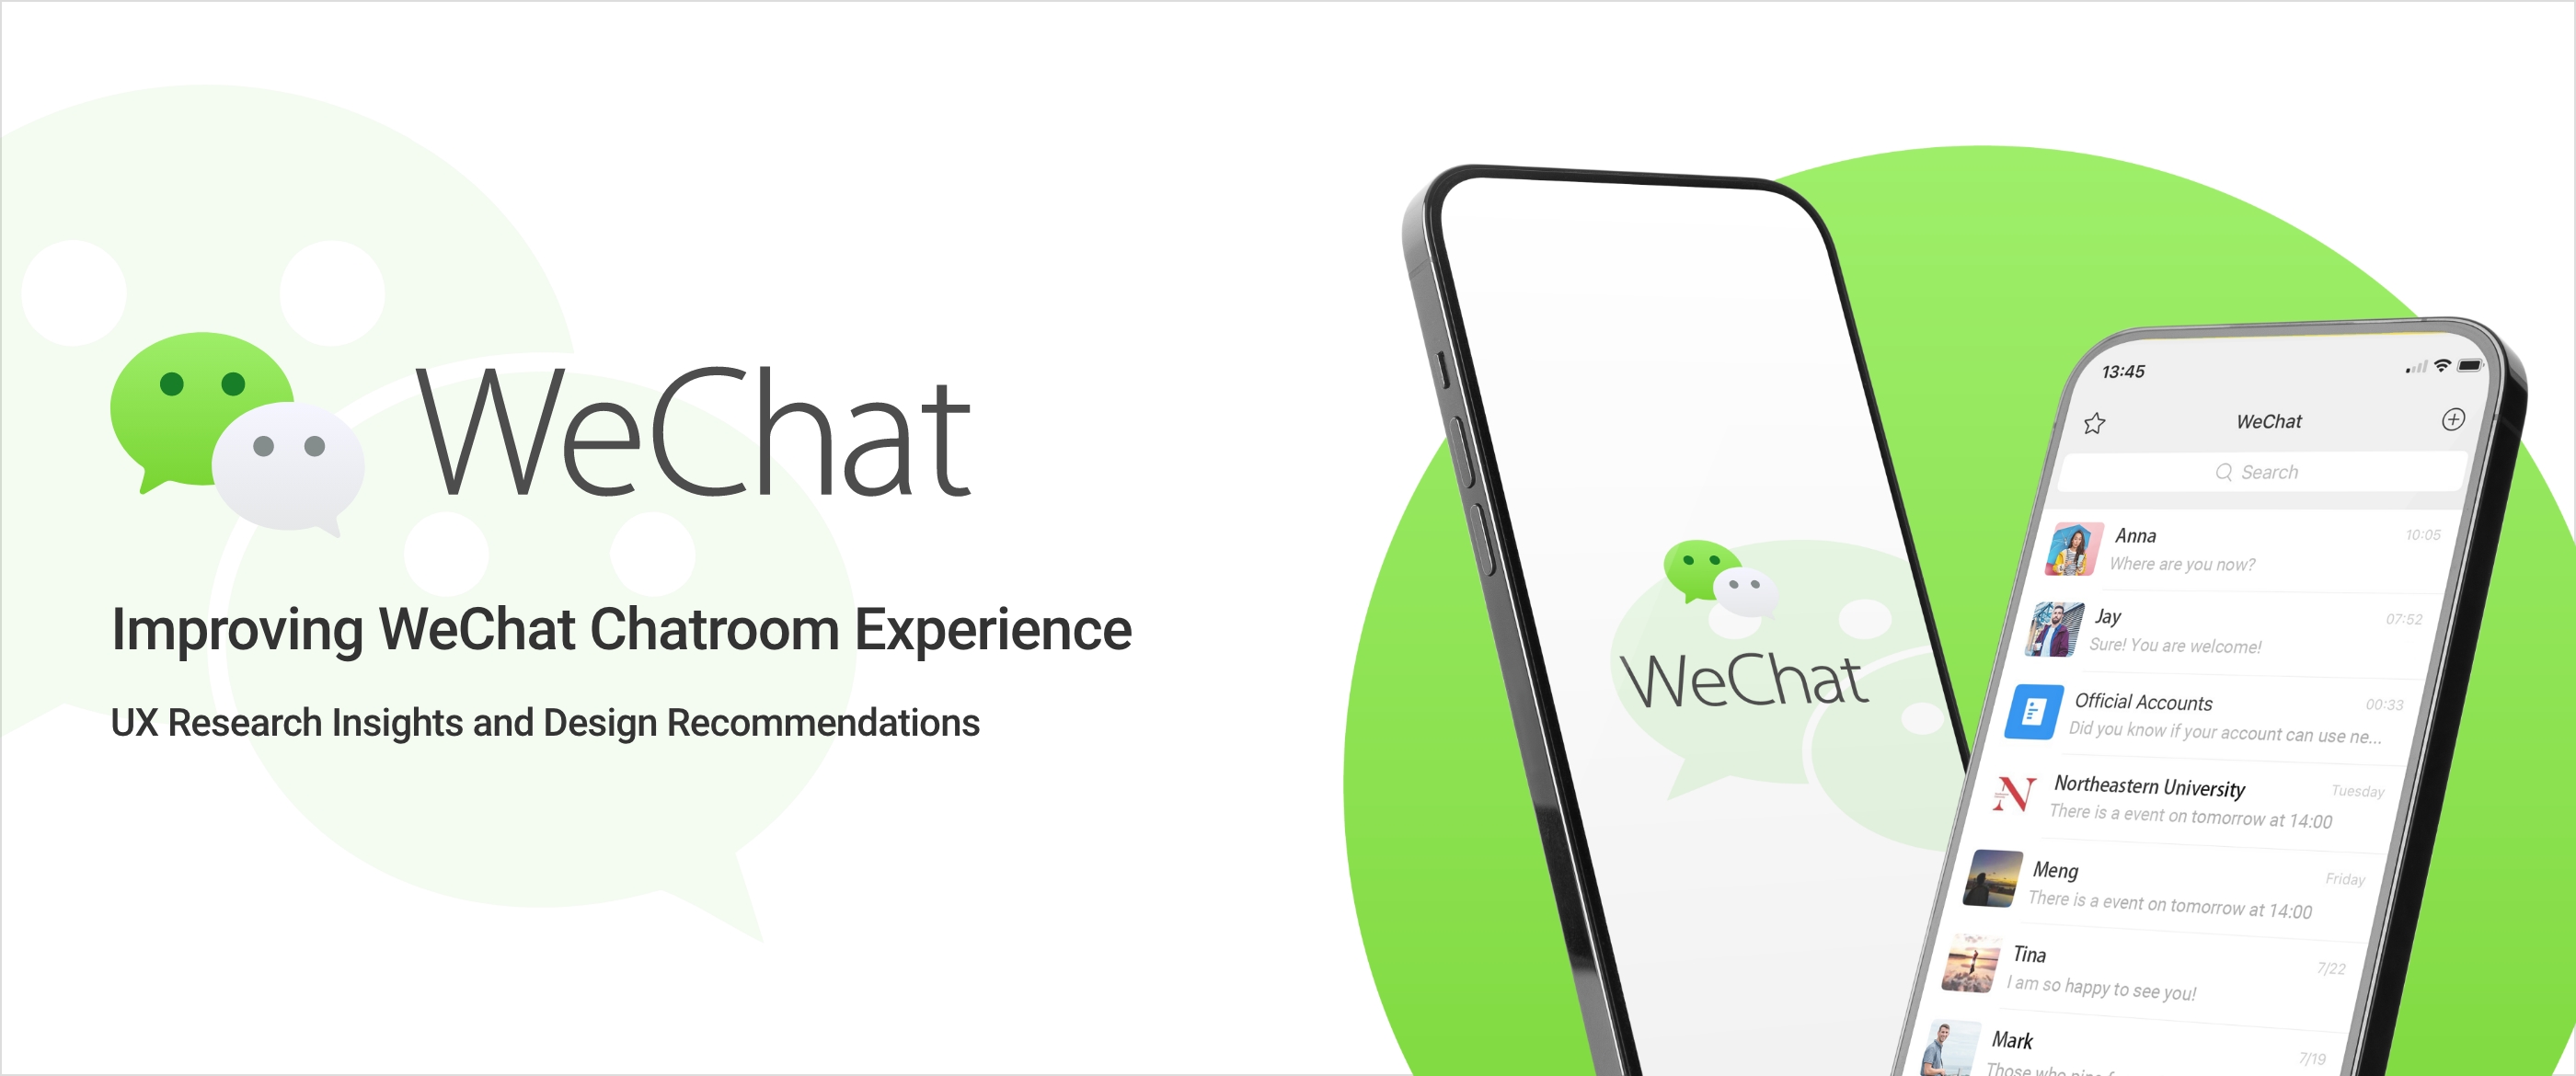 WeChat
Improving WeChat Chatroom Experience
UX Research Insights and Design Recommendations
WeChat
13:45
WeChat
Search
Anna 10:05
Where are you now?
Jay 07:52
Sure! You are welcome!
Official Accounts 00:33
Did you know if your account can use ne...
N
Northeastern University Tuesday
There is a event on tomorrow at 14:00
Meng Friday
There is a event on tomorrow at 14:00
Tina 7/22
I am so happy to see you!
Mark 7/19
Those who